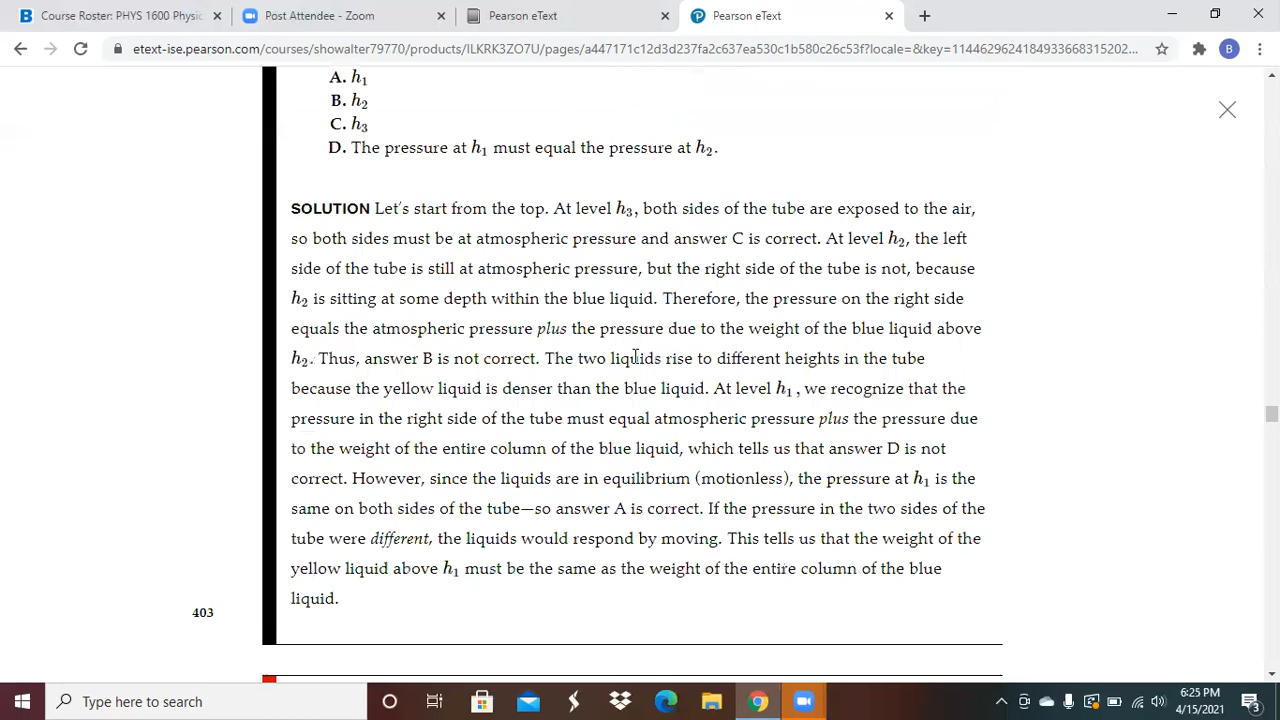 Course Roster: PHYS 1600 Physic
Post Attendee - Zoom
Pearson eText
Pearson eText
etext-ise.pearson.com/courses/showalter79770/products/ILKRK3ZO7U/pages/a447171c12d3d237fa2c637ea530c1b580c26c53f?locale=&key=11446296241849336683152​02...
B
A. h1
B. h2
C. h3
D. The pressure at h1 must equal the pressure at h2.
SOLUTION Let's start from the top. At level h3, both sides of the tube are exposed to the air,
so both sides must be at atmospheric pressure and answer C is correct. At level h2, the left
side of the tube is still at atmospheric pressure, but the right side of the tube is not, because
h2 is sitting at some depth within the blue liquid. Therefore, the pressure on the right side
equals the atmospheric pressure plus the pressure due to the weight of the blue liquid above
h2. Thus, answer B is not correct. The two liquids rise to different heights in the tube
because the yellow liquid is denser than the blue liquid. At level h1, we recognize that the
pressure in the right side of the tube must equal atmospheric pressure plus the pressure due
to the weight of the entire column of the blue liquid, which tells us that answer D is not
correct. However, since the liquids are in equilibrium (motionless), the pressure at h1 is the
same on both sides of the tube—so answer A is correct. If the pressure in the two sides of the
tube were different, the liquids would respond by moving. This tells us that the weight of the
yellow liquid above h1 must be the same as the weight of the entire column of the blue
liquid.
403
Type here to search
6:25 PM
4/15/2021
3